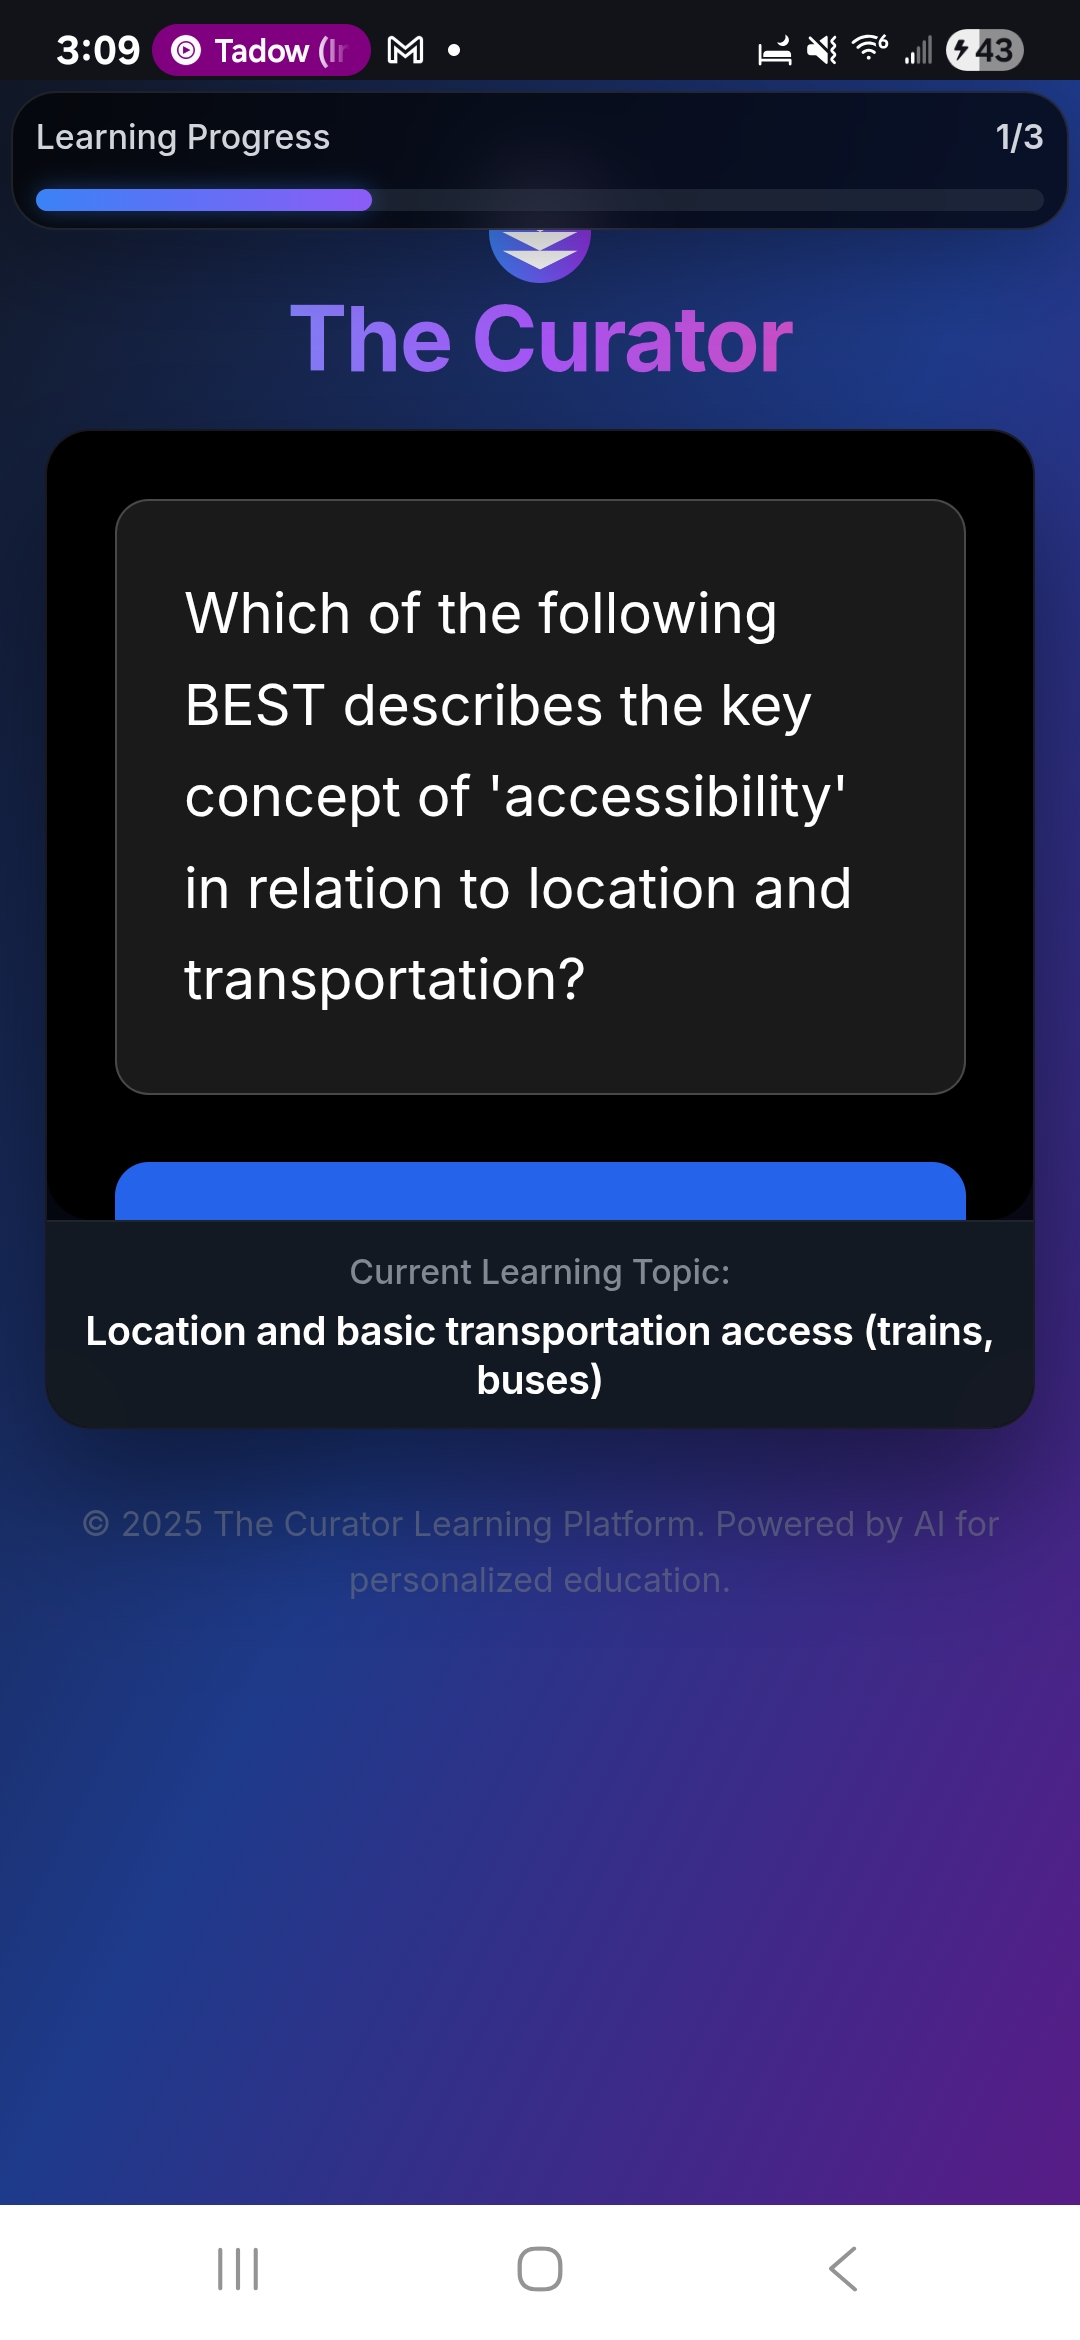 3:09 Tadow (Ir 6 43
Learning Progress 1/3
The Curator
Which of the following
BEST describes the key
concept of 'accessibility'
in relation to location and
transportation?
Current Learning Topic:
Location and basic transportation access (trains,
buses)
© 2025 The Curator Learning Platform. Powered by AI for
personalized education.